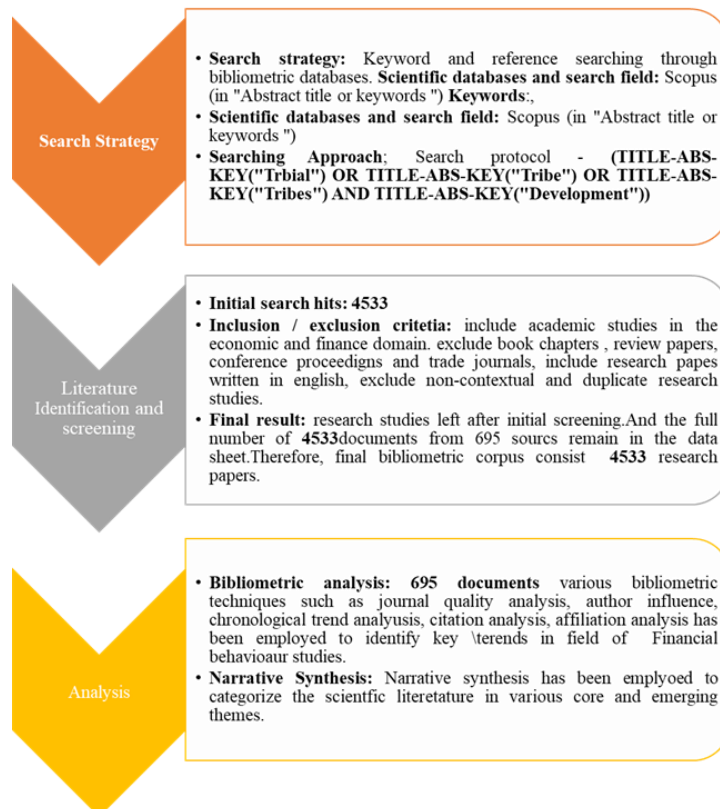 Search Strategy
• Search strategy: Keyword and reference searching through
bibliometric databases. Scientific databases and search field: Scopus
(in "Abstract title or keywords ") Keywords:,
• Scientific databases and search field: Scopus (in "Abstract title or
keywords ")
• Searching Approach; Search protocol - (TITLE-ABS-
KEY("Trbial") OR TITLE-ABS-KEY("Tribe") OR TITLE-ABS-
KEY("Tribes") AND TITLE-ABS-KEY("Development"))
Literature
Identification and
screening
• Initial search hits: 4533
• Inclusion / exclusion critetia: include academic studies in the
economic and finance domain. exclude book chapters , review papers,
conference proceedigns and trade journals, include research papes
written in english, exclude non-contextual and duplicate research
studies.
• Final result: research studies left after initial screening.And the full
number of 4533documents from 695 sourcs remain in the data
sheet.Therefore, final bibliometric corpus consist 4533 research
papers.
Analysis
• Bibliometric analysis: 695 documents various bibliometric
techniques such as journal quality analysis, author influence,
chronological trend analyusis, citation analysis, affiliation analysis has
been employed to identify key \terends in field of Financial
behavioaur studies.
• Narrative Synthesis: Narrative synthesis has been emplyoed to
categorize the scientfic literetature in various core and emerging
themes.